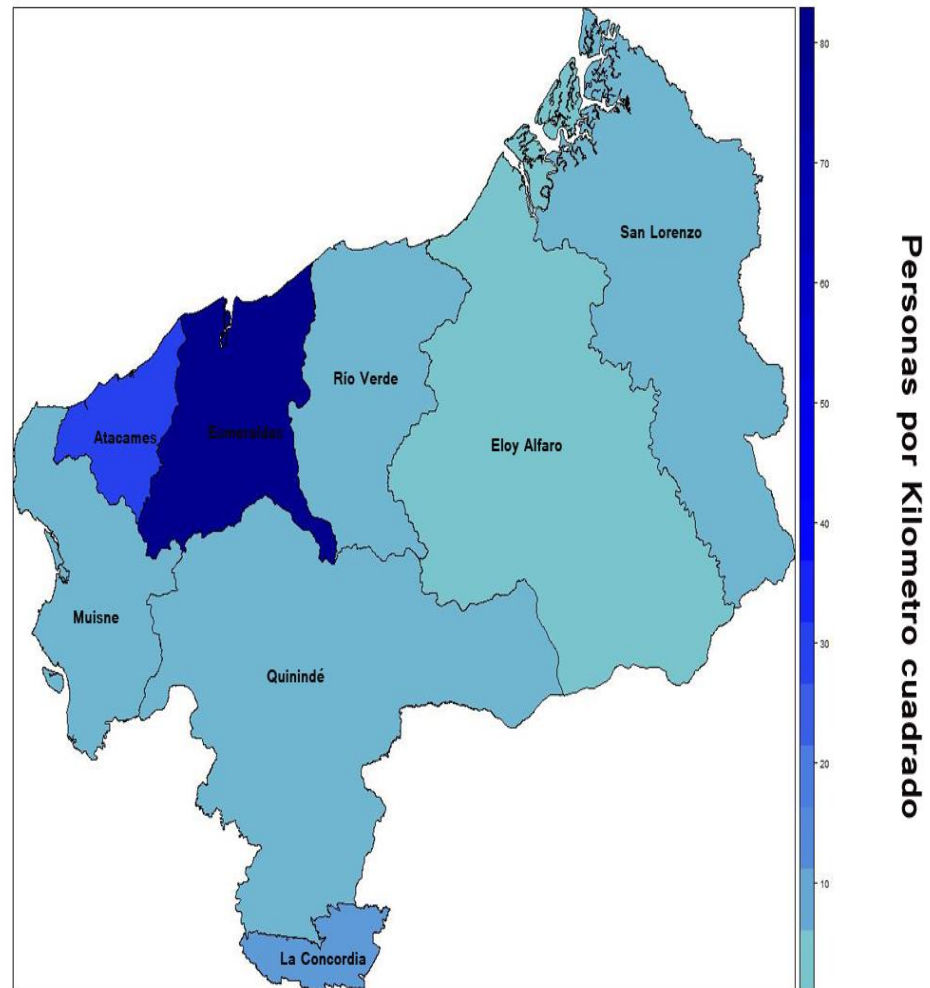 80
70
San Lorenzo
60
Río Verde
50
Atacames
Esmeraldas
Eloy Alfaro
40
Muisne
30
Quinindé
20
10
La Concordia
Personas por Kilometro cuadrado